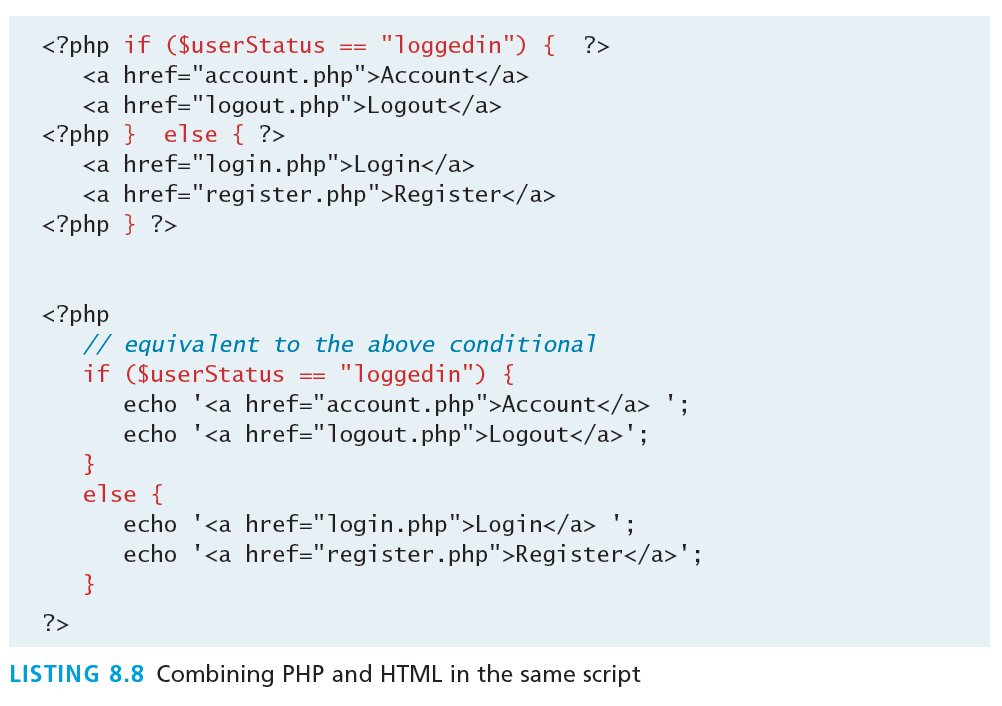 <?php if ($userStatus == "loggedin") {  ?>
   <a href="account.php">Account</a>
   <a href="logout.php">Logout</a>
<?php }  else { ?>
   <a href="login.php">Login</a>
   <a href="register.php">Register</a>
<?php } ?>
<?php
   // equivalent to the above conditional
   if ($userStatus == "loggedin") {
      echo '<a href="account.php">Account</a> ';
      echo '<a href="logout.php">Logout</a>';
   }
   else {
      echo '<a href="login.php">Login</a> ';
      echo '<a href="register.php">Register</a>';
   }
?>
LISTING 8.8 Combining PHP and HTML in the same script